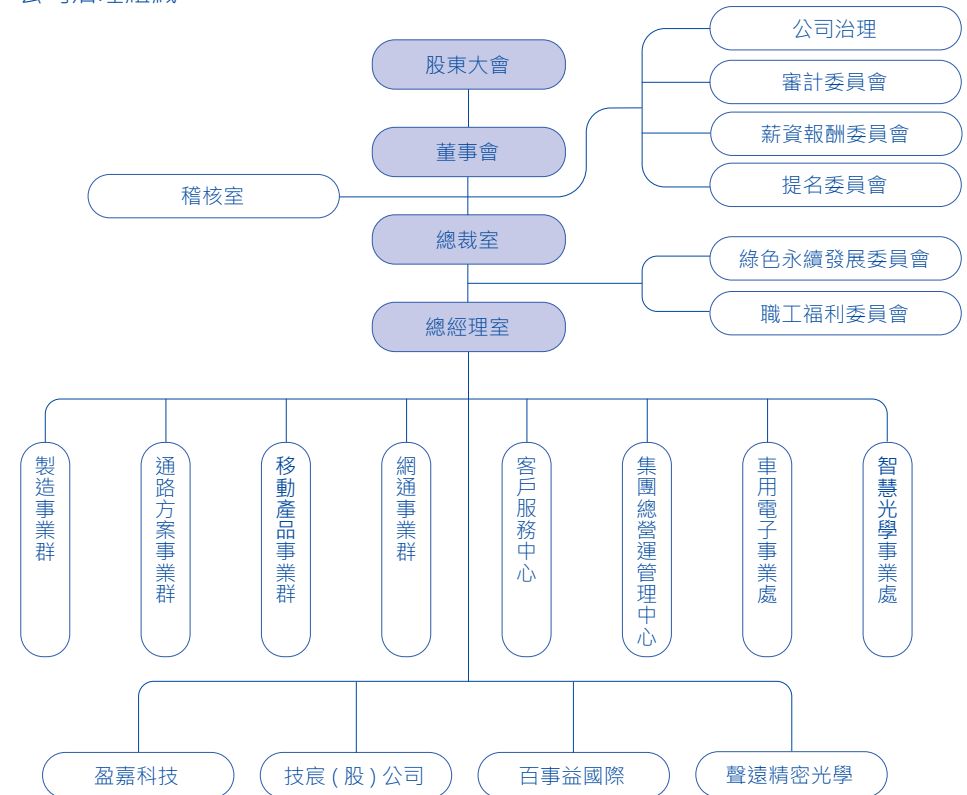 公司治理組織
股東大會
公司治理
審計委員會
董事會
薪資報酬委員會
稽核室
提名委員會
總裁室
綠色永續發展委員會
總經理室
職工福利委員會
製造事業群
通路方案事業群
移動產品事業群
網通事業群
客戶服務中心
集團總營運管理中心
車用電子事業處
智慧光學事業處
盈嘉科技
技宸 ( 股 ) 公司
百事益國際
聲遠精密光學